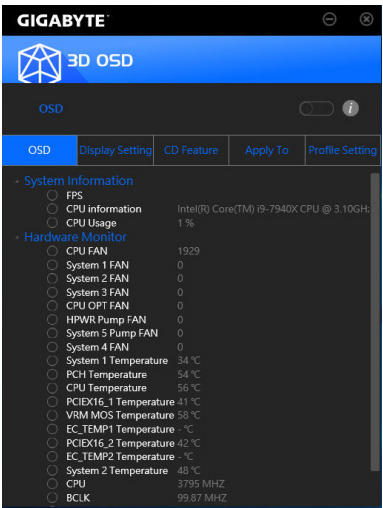 GIGABYTE™
3D OSD
OSD
i
OSD Display Setting CD Feature Apply To Profile Setting
System Information
FPS
CPU information Intel(R) Core(TM) i9-7940X CPU @ 3.10GH:
CPU Usage 1 %
Hardware Monitor
CPU FAN 1929
System 1 FAN 0
System 2 FAN 0
System 3 FAN 0
CPU OPT FAN 0
HPWR Pump FAN 0
System 5 Pump FAN 0
System 4 FAN 0
System 1 Temperature 34 ℃
PCH Temperature 54 ℃
CPU Temperature 56 ℃
PCIEX16_1 Temperature 41 ℃
VRM MOS Temperature 58 ℃
EC_TEMP1 Temperature - ℃
PCIEX16_2 Temperature 42 ℃
EC_TEMP2 Temperature - ℃
System 2 Temperature 48 ℃
CPU 3795 MHZ
BCLK 99.87 MHZ